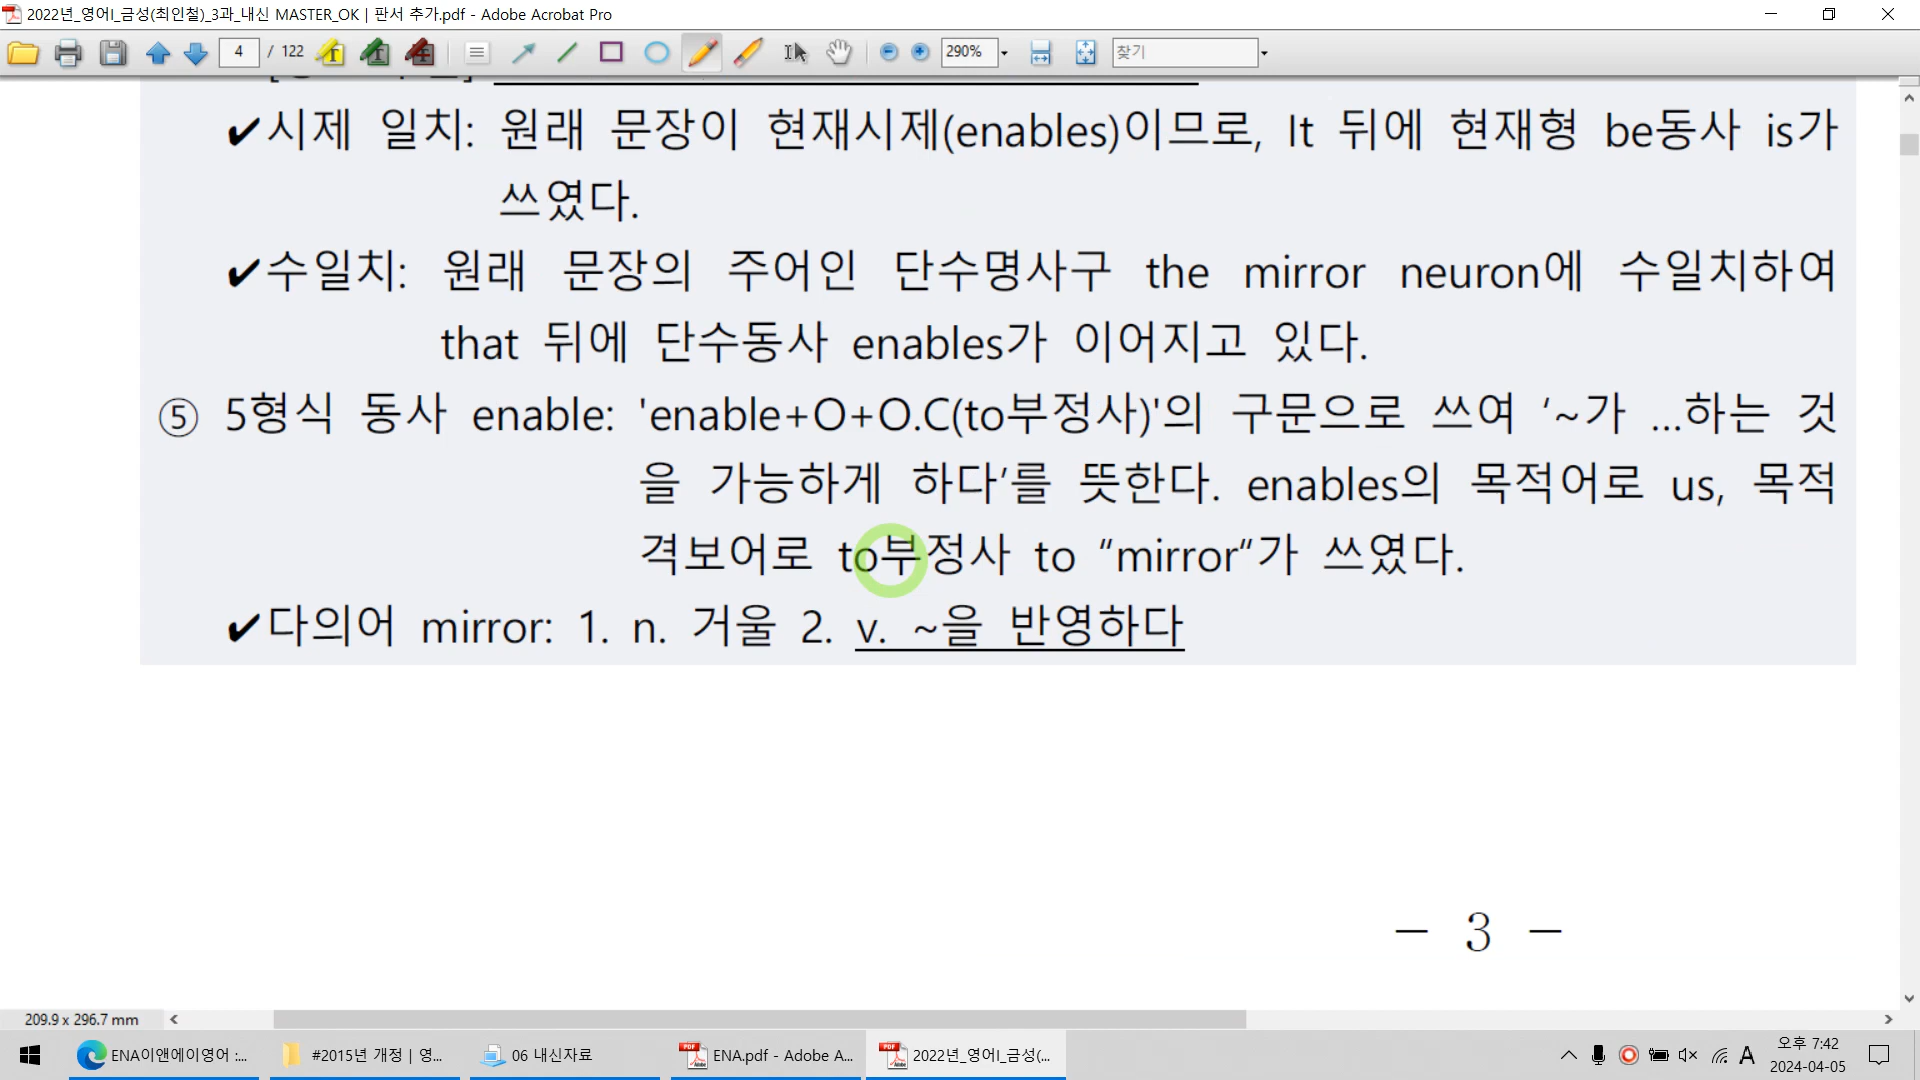 2022년_영어I_금성(최인철)_3과_내신 MASTER_OK | 판서 추가.pdf - Adobe Acrobat Pro
4 / 122 290% 찾기
✔시제 일치: 원래 문장이 현재시제(enables)이므로, It 뒤에 현재형 be동사 is가
쓰였다.
✔수일치: 원래 문장의 주어인 단수명사구 the mirror neuron에 수일치하여
that 뒤에 단수동사 enables가 이어지고 있다.
⑤ 5형식 동사 enable: 'enable+O+O.C(to부정사)'의 구문으로 쓰여 ‘~가 …하는 것
을 가능하게 하다’를 뜻한다. enables의 목적어로 us, 목적
격보어로 to부정사 to “mirror“가 쓰였다.
✔다의어 mirror: 1. n. 거울 2. v. ~을 반영하다
- 3 -
209.9 x 296.7 mm
ENA이앤에이영어 :... #2015년 개정 | 영... 06 내신자료 ENA.pdf - Adobe A... 2022년_영어I_금성(... A 오후 7:42
2024-04-05